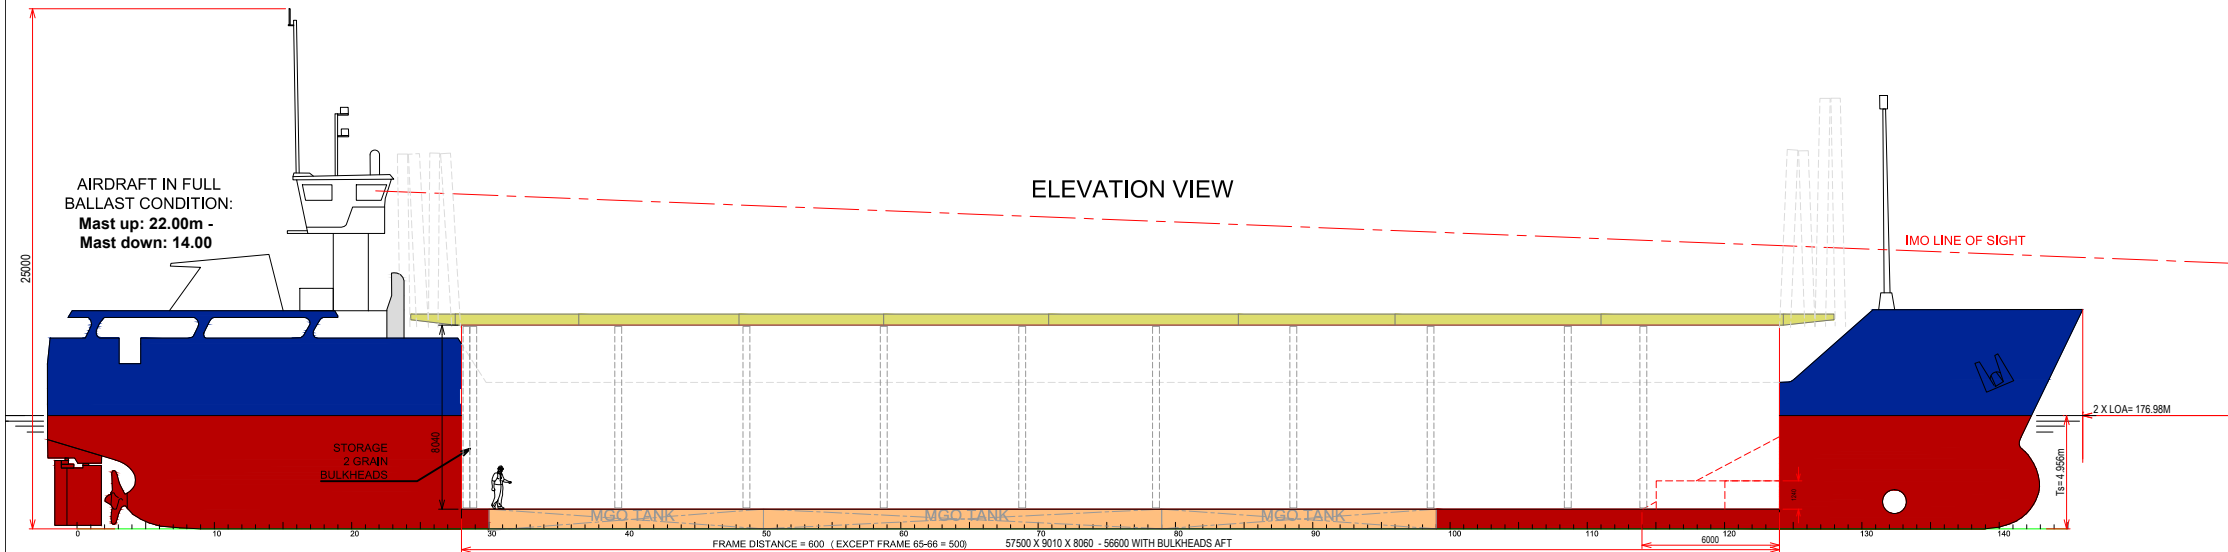 AIRDRAFT IN FULL
BALLAST CONDITION:
Mast up: 22.00m -
Mast down: 14.00
25000
ELEVATION VIEW
IMO LINE OF SIGHT
2 X LOA= 176.98M
Ts= 4.956m
8040
STORAGE
2 GRAIN
BULKHEADS
MGO TANK
MGO TANK
MGO TANK
0
10
20
30
40
50
60
70
80
90
100
110
120
130
140
FRAME DISTANCE = 600 ( EXCEPT FRAME 65-66 = 500)
57500 X 9010 X 8060 - 56600 WITH BULKHEADS AFT
6000